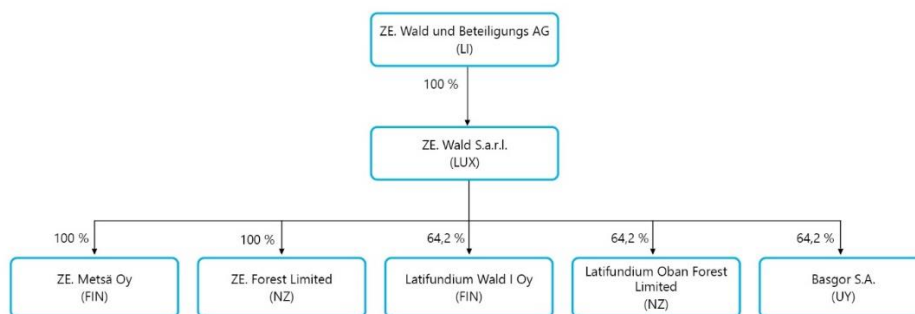 ZE. Wald und Beteiligungs AG
(LI)
100 %
ZE. Wald S.a.r.l.
(LUX)
100 %
100 %
64,2 %
64,2 %
64,2 %
ZE. Metsä Oy
(FIN)
ZE. Forest Limited
(NZ)
Latifundium Wald I Oy
(FIN)
Latifundium Oban Forest
Limited
(NZ)
Basgor S.A.
(UY)